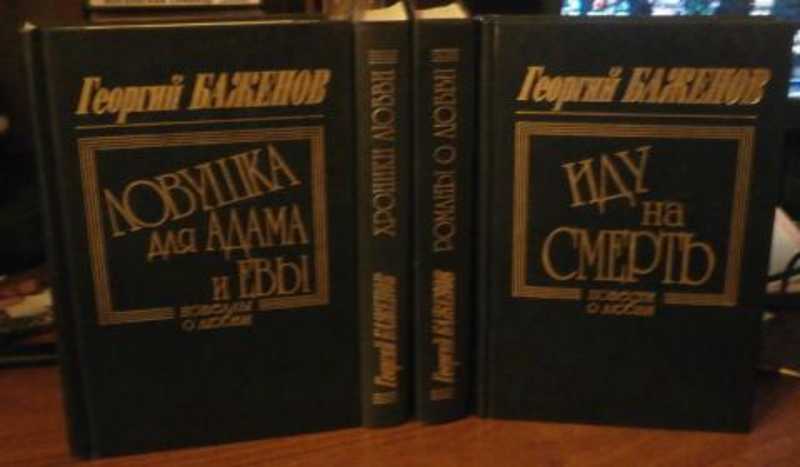 Георгий БАЖЕНОВ
ЛОВУШКА
для АДАМА
и ЕВЫ
О ЛЮБВИ
ХРОНИКИ ЛЮБВИ
Георгий БАЖЕНОВ
РОМАНЫ О ЛЮБВИ
Георгий БАЖЕНОВ
Георгий БАЖЕНОВ
ИДУ
на
СМЕРТЬ
ПОВЕСТИ
О ЛЮБВИ